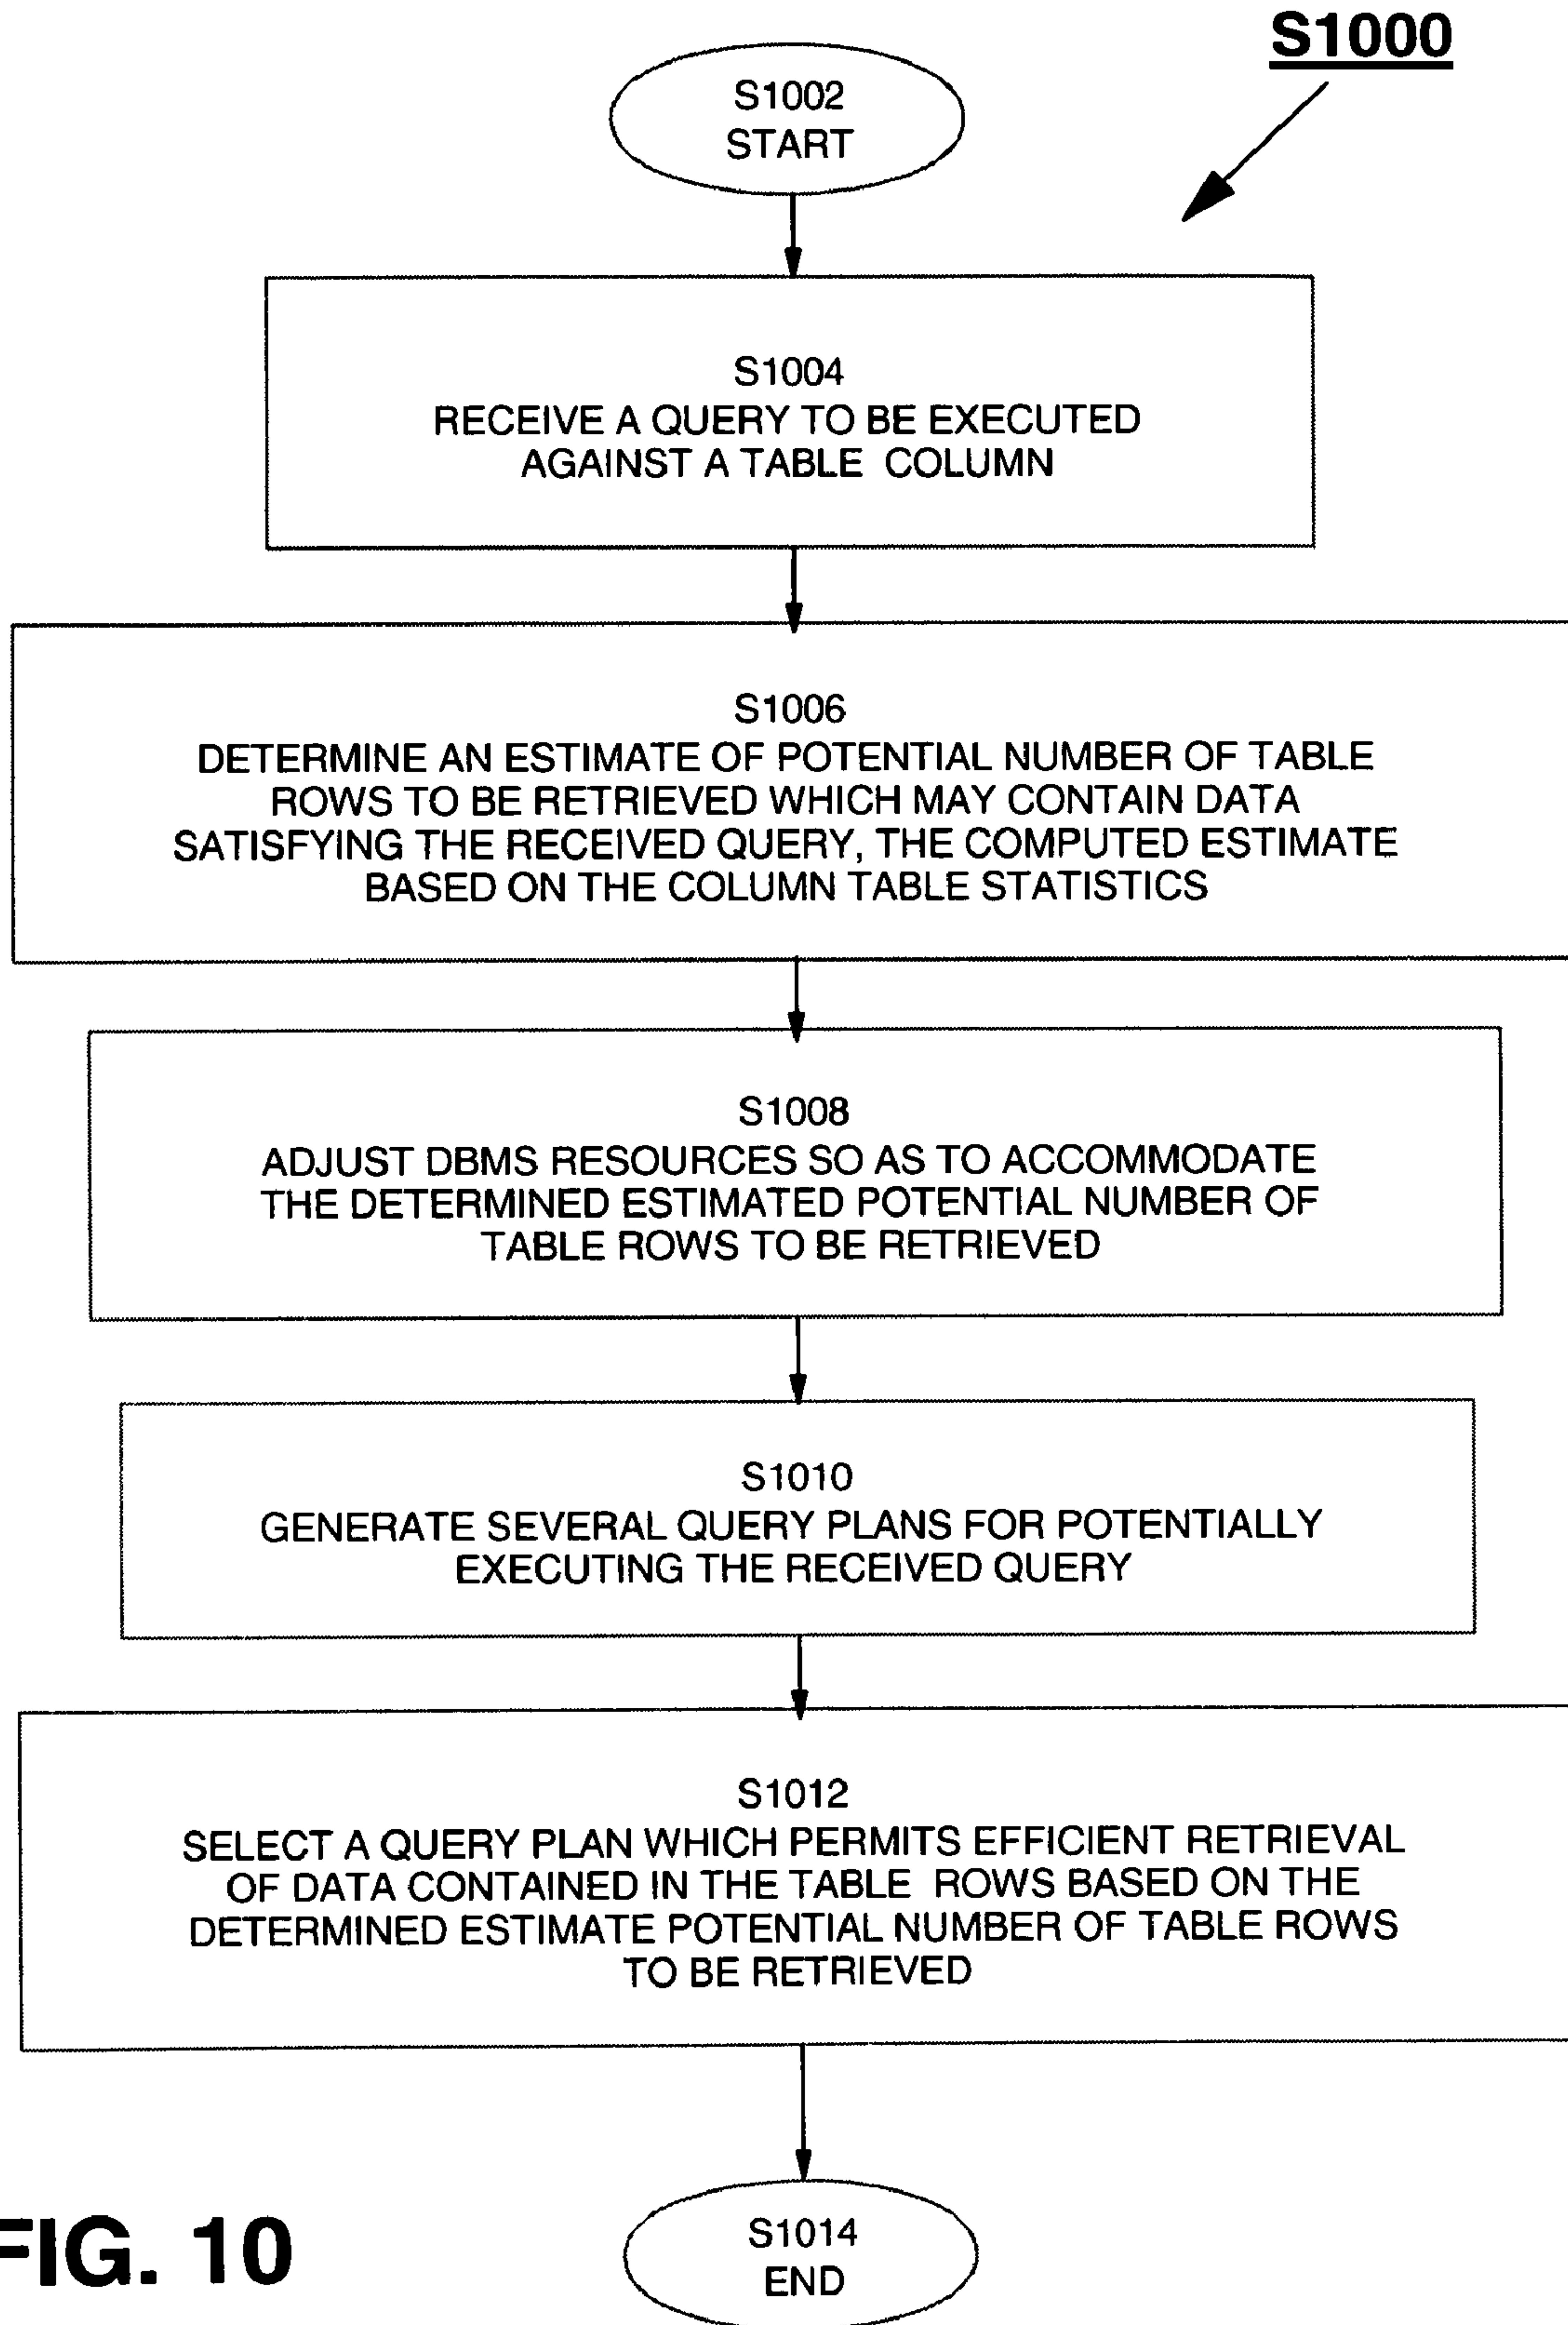 S1000
S1002
START
S1004
RECEIVE A QUERY TO BE EXECUTED
AGAINST A TABLE COLUMN
S1006
DETERMINE AN ESTIMATE OF POTENTIAL NUMBER OF TABLE
ROWS TO BE RETRIEVED WHICH MAY CONTAIN DATA
SATISFYING THE RECEIVED QUERY, THE COMPUTED ESTIMATE
BASED ON THE COLUMN TABLE STATISTICS
S1008
ADJUST DBMS RESOURCES SO AS TO ACCOMMODATE
THE DETERMINED ESTIMATED POTENTIAL NUMBER OF
TABLE ROWS TO BE RETRIEVED
S1010
GENERATE SEVERAL QUERY PLANS FOR POTENTIALLY
EXECUTING THE RECEIVED QUERY
S1012
SELECT A QUERY PLAN WHICH PERMITS EFFICIENT RETRIEVAL
OF DATA CONTAINED IN THE TABLE ROWS BASED ON THE
DETERMINED ESTIMATE POTENTIAL NUMBER OF TABLE ROWS
TO BE RETRIEVED
S1014
END
FIG. 10